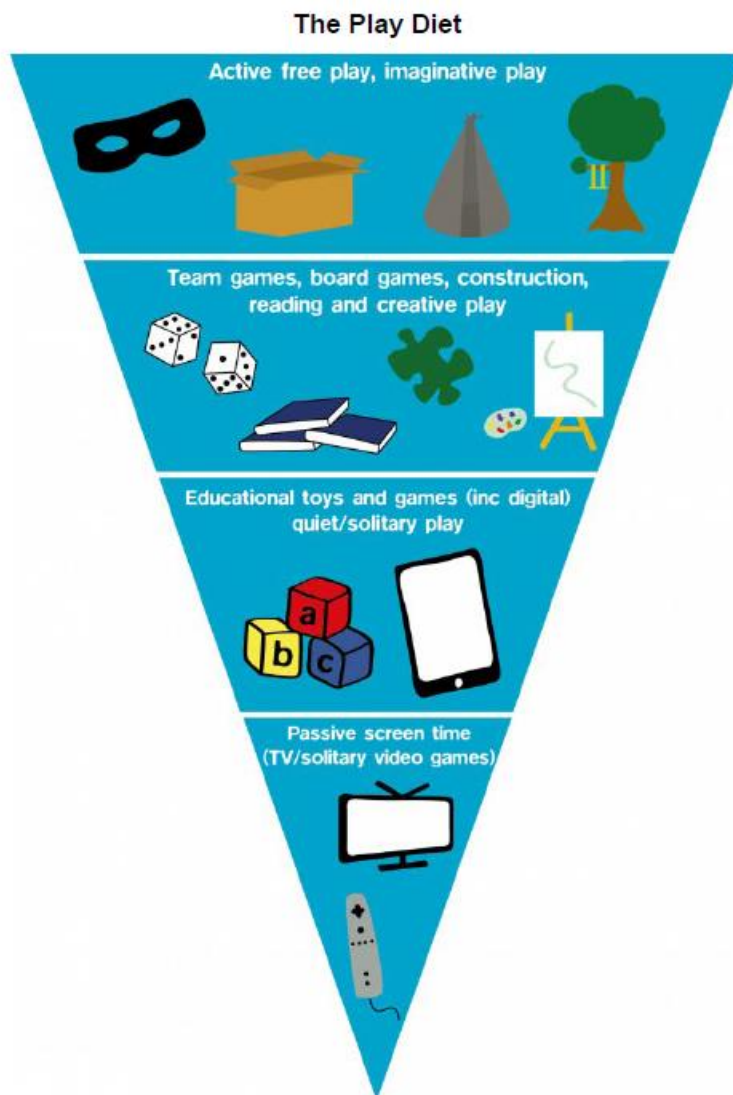 The Play Diet
Active free play, imaginative play
Team games, board games, construction,
reading and creative play
Educational toys and games (inc digital)
quiet/solitary play
a
b c
Passive screen time
(TV/solitary video games)